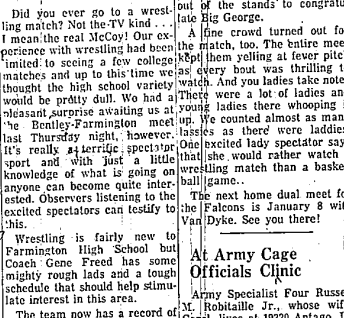 Did you ever go to a wrest-
ling match? Not the TV kind ...
I mean the real McCoy! Our ex-
perience with wrestling had been
limited to seeing a few college
matches and up to this time we
thought the high school variety
would be pretty dull. We had a
pleasant surprise awaiting us at
the Bentley-Farmington meet
last Thursday night, however.
It's really a terrific spectator
sport and with just a little
knowledge of what is going on
anyone can become quite inter-
ested. Observers listening to the
excited spectators can testify to
this.
Wrestling is fairly new to
Farmington High School but
Coach Gene Freed has some
mighty rough lads and a tough
schedule that should help stimu-
late interest in this area.
The team now has a record of
out of the stands to congratu
late Big George.
A fine crowd turned out fo
the match, too. The entire mee
kept them yelling at fever pitc
as every bout was thrilling t
watch. And you ladies take note
There were a lot of ladies an
young ladies there whooping
up. We counted almost as man
lassies as there were laddies
One excited lady spectator say
that she would rather watch
wrestling match than a baske
ball game..
The next home dual meet fo
the Falcons is January 8 wit
Van Dyke. See you there!
At Army Cage
Officials Clinic
Army Specialist Four Russe
M. Robitaille Jr., whose wif
lives at 19220